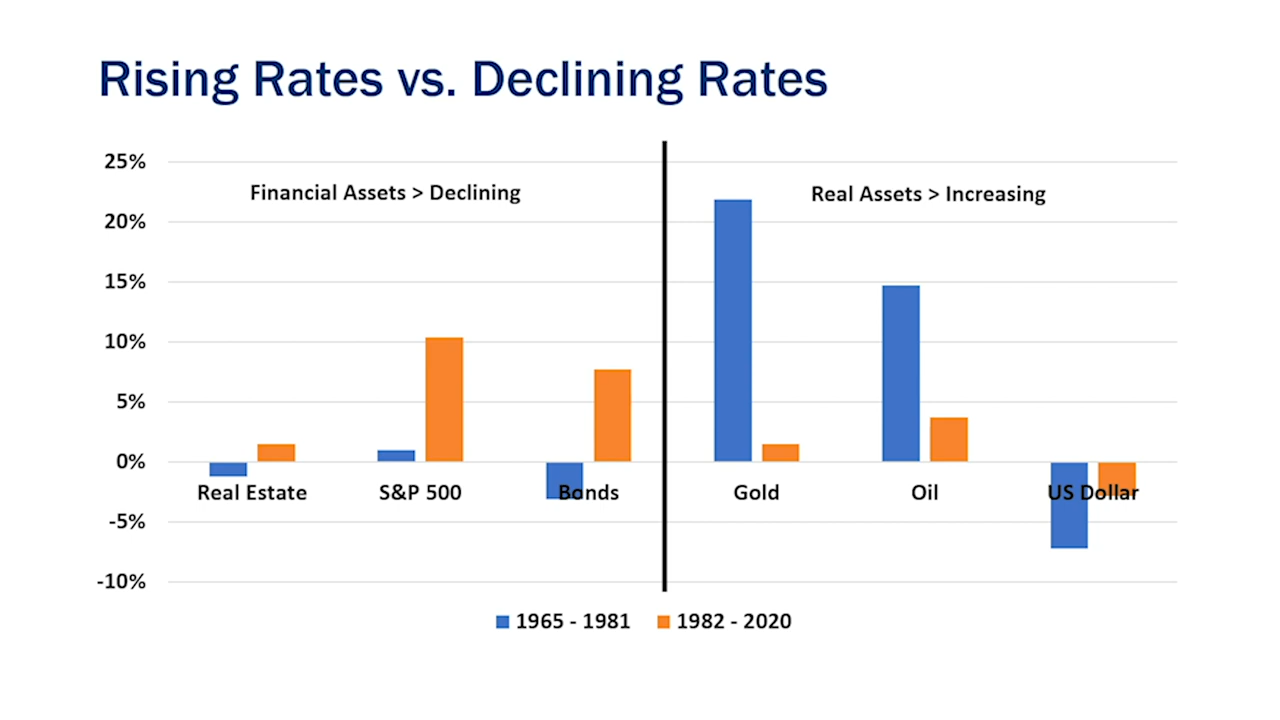 Rising Rates vs. Declining Rates
25%
Financial Assets > Declining
Real Assets > Increasing
20%
15%
10%
5%
0%
Real Estate S&P 500 Bonds Gold Oil US Dollar
-5%
-10%
1965 - 1981 1982 - 2020